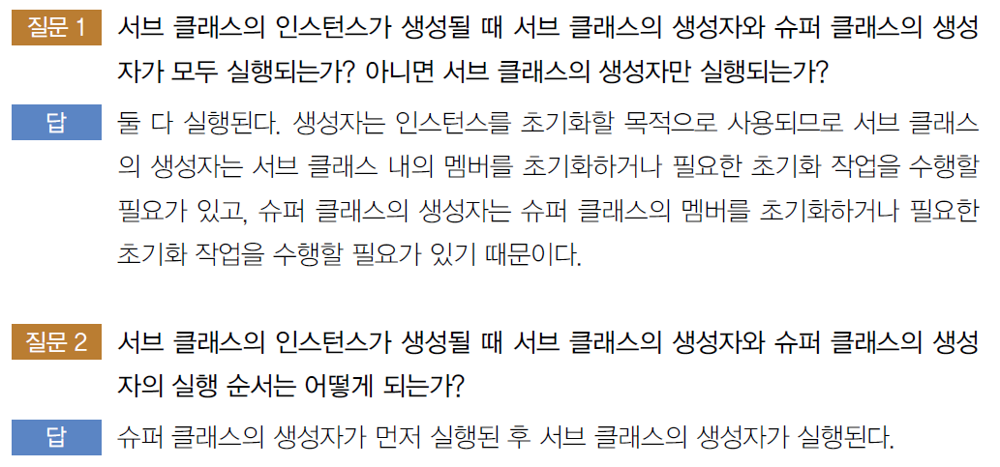 질문 1 서브 클래스의 인스턴스가 생성될 때 서브 클래스의 생성자와 슈퍼 클래스의 생성
자가 모두 실행되는가? 아니면 서브 클래스의 생성자만 실행되는가?
답 둘 다 실행된다. 생성자는 인스턴스를 초기화할 목적으로 사용되므로 서브 클래스
의 생성자는 서브 클래스 내의 멤버를 초기화하거나 필요한 초기화 작업을 수행할
필요가 있고, 슈퍼 클래스의 생성자는 슈퍼 클래스의 멤버를 초기화하거나 필요한
초기화 작업을 수행할 필요가 있기 때문이다.
질문 2 서브 클래스의 인스턴스가 생성될 때 서브 클래스의 생성자와 슈퍼 클래스의 생성
자의 실행 순서는 어떻게 되는가?
답 슈퍼 클래스의 생성자가 먼저 실행된 후 서브 클래스의 생성자가 실행된다.